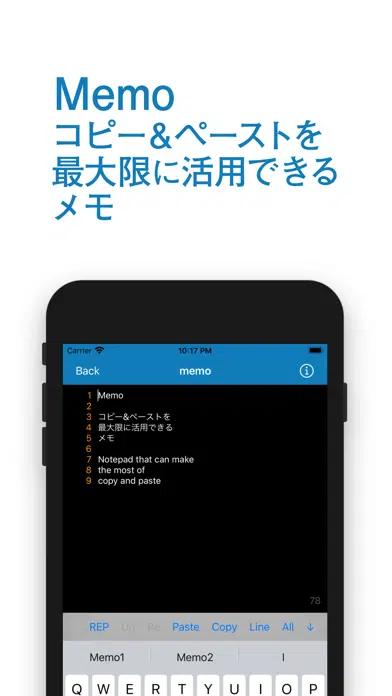 Memo
コピー＆ペーストを
最大限に活用できる
メモ
Carrier 10:17 PM
Back memo
1 Memo
2
3 コピー&ペーストを
4 最大限に活用できる
5 メモ
6
7 Notepad that can make
8 the most of
9 copy and paste
78
REP Un Re Paste Copy Line All ↓
Memo1 Memo2 I
Q W E R T Y U I O P